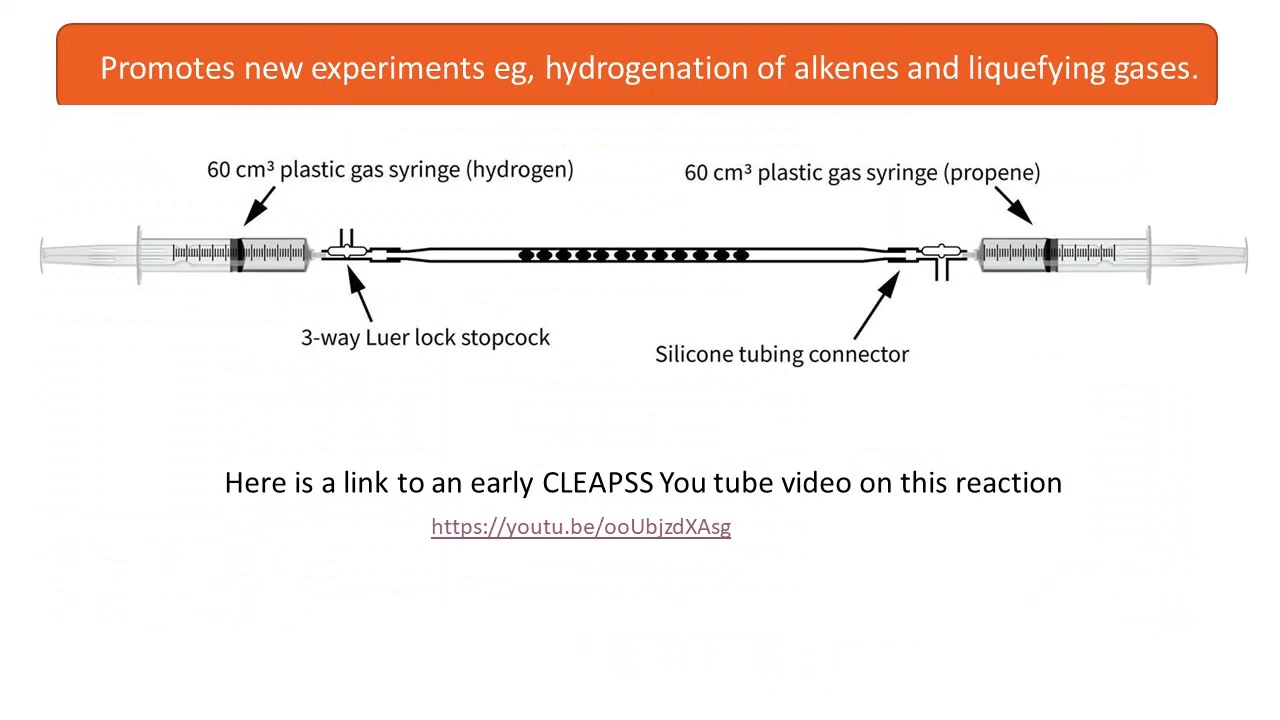 Promotes new experiments eg, hydrogenation of alkenes and liquefying gases.
60 cm³ plastic gas syringe (hydrogen)
60 cm³ plastic gas syringe (propene)
3-way Luer lock stopcock
Silicone tubing connector
Here is a link to an early CLEAPSS You tube video on this reaction
https://youtu.be/ooUbjzdXAsg